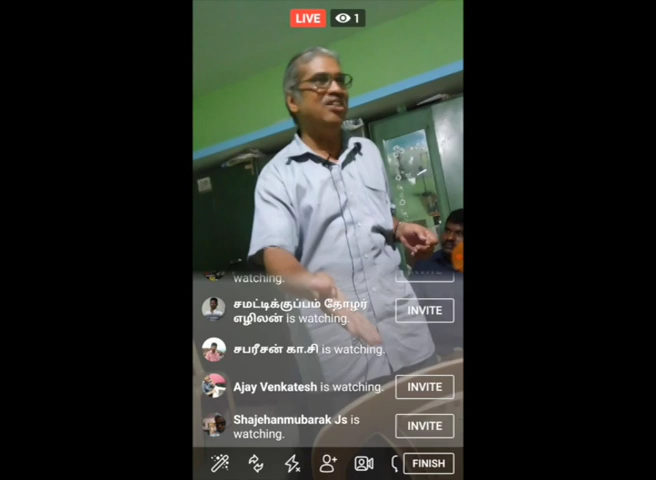 LIVE 1
watching.
சமட்டிக்குப்பம் தோழர்
எழிலன் is watching.
INVITE
சபரீசன் கா.சி is watching.
Ajay Venkatesh is watching.
INVITE
Shajehanmubarak Js is
watching.
INVITE
FINISH